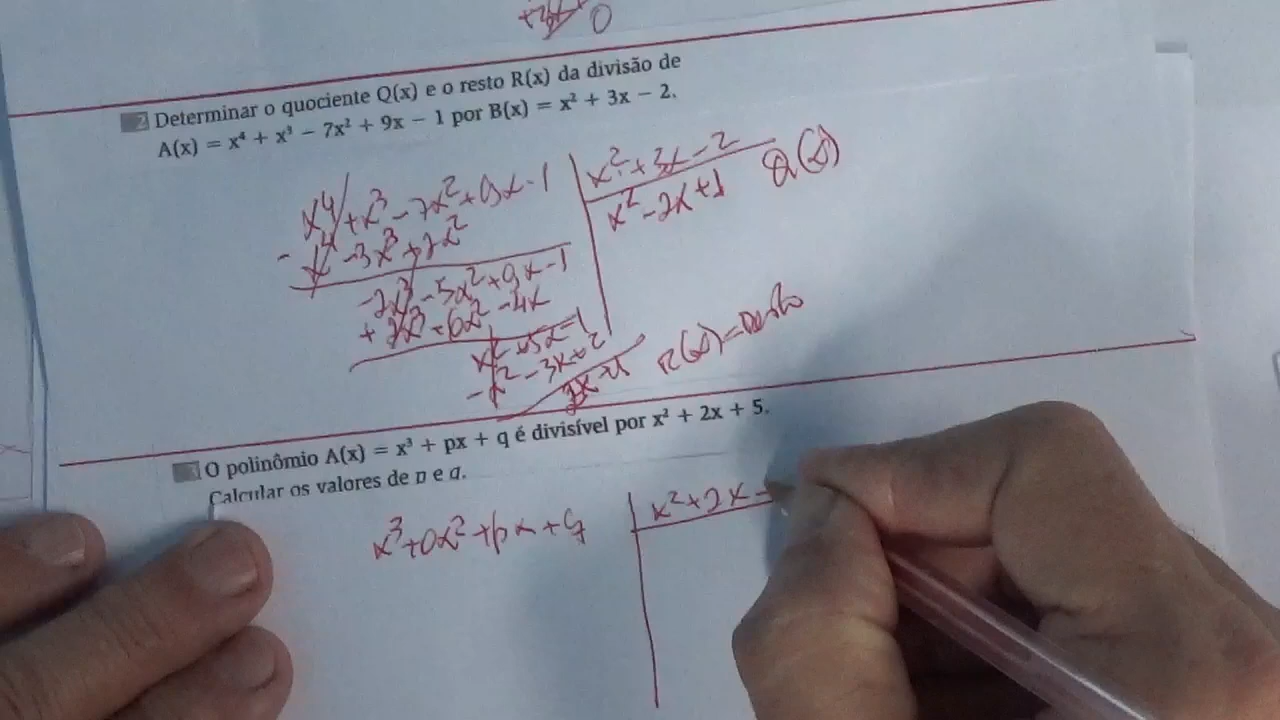 Determinar o quociente Q(x) e o resto R(x) da divisão de
A(x) = x⁴ + x³ − 7x² + 9x − 1 por B(x) = x² + 3x − 2.
x⁴ + x³ − 7x² + 9x − 1 x² + 3x − 2
− x⁴ − 3x³ + 2x² x² − 2x + 1 Q(x)
−2x³ − 5x² + 9x − 1
+ 2x³ + 6x² − 4x
x² + 5x − 1
−x² − 3x + 2
2x + 1 R(x) = resto
O polinômio A(x) = x³ + px + q é divisível por x² + 2x + 5.
Calcular os valores de p e q.
x³ + 0x² + px + q x² + 2x